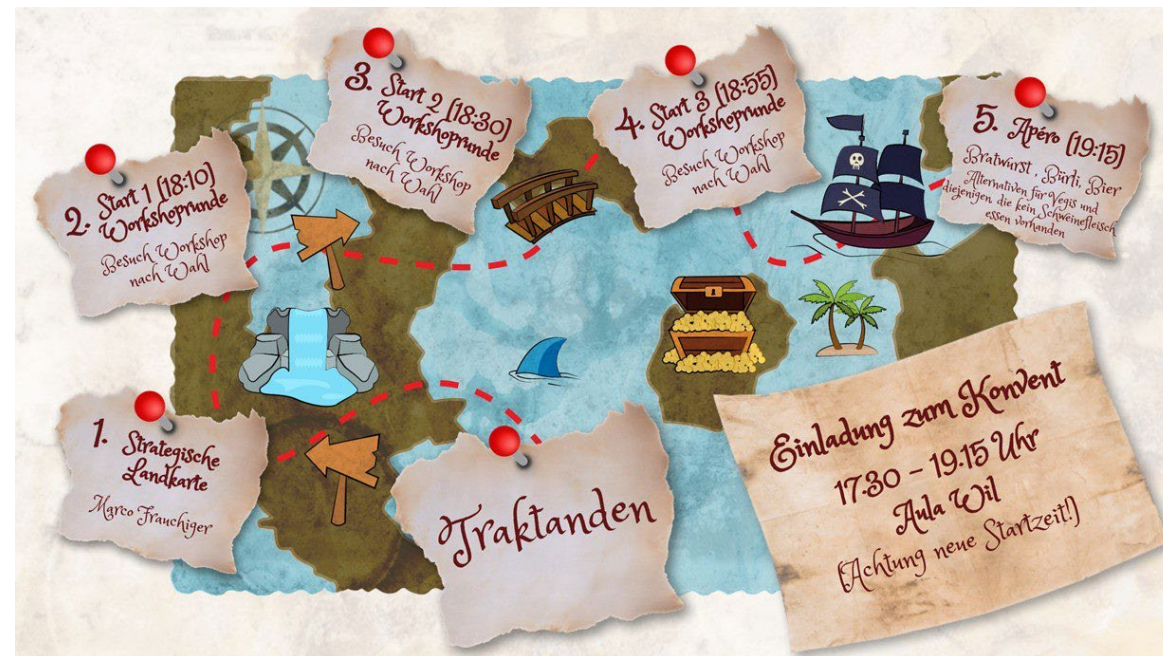 Einladung zum Konvent
17.30 – 19.15 Uhr
Aula Wil
(Achtung neue Startzeit!)
Traktanden
1. Strategische
Landkarte
Marco Frauchiger
2. Start 1 (18:10)
Workshoprunde
Besuch Workshop
nach Wahl
3. Start 2 (18:30)
Workshoprunde
Besuch Workshop
nach Wahl
4. Start 3 (18:55)
Workshoprunde
Besuch Workshop
nach Wahl
5. Apéro (19:15)
Bratwurst, Bürli, Bier
Alternativen für Vegis und
diejenigen die kein Schweinefleisch
essen vorhanden